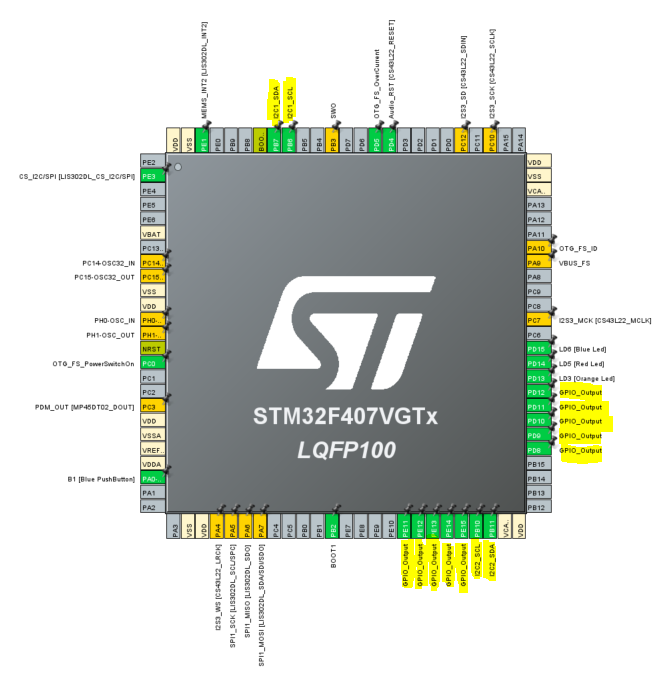 MEMS_INT2 [LIS302DL_INT2]
I2C1_SDA
I2C1_SCL
SWO
OTG_FS_OverCurrent
Audio_RST [CS43L22_RESET]
I2S3_SD [CS43L22_SDIN]
I2S3_SCK [CS43L22_SCLK]
VDD
VSS
PE1
PE0
PB9
PB8
BOO..
PB7
PB6
PB5
PB4
PB3
PD7
PD6
PD5
PD4
PD3
PD2
PD1
PD0
PC12
PC11
PC10
PA15
PA14
PE2
CS_I2C/SPI [LIS302DL_CS_I2C/SPI] PE3
PE4
PE5
PE6
VBAT
PC13..
PC14-OSC32_IN PC14..
PC15-OSC32_OUT PC15..
VSS
VDD
PH0-OSC_IN PH0-..
PH1-OSC_OUT PH1-..
NRST
OTG_FS_PowerSwitchOn PC0
PC1
PC2
PDM_OUT [MP45DT02_DOUT] PC3
VDD
VSSA
VREF..
VDDA
B1 [Blue PushButton] PA0-..
PA1
PA2
ST
STM32F407VGTx
LQFP100
VDD
VSS
VCA..
PA13
PA12
PA11
PA10 OTG_FS_ID
PA9 VBUS_FS
PA8
PC9
PC8
PC7 I2S3_MCK [CS43L22_MCLK]
PC6
PD15 LD6 [Blue Led]
PD14 LD5 [Red Led]
PD13 LD3 [Orange Led]
PD12 GPIO_Output
PD11 GPIO_Output
PD10 GPIO_Output
PD9 GPIO_Output
PD8 GPIO_Output
PB15
PB14
PB13
PB12
PA3
VSS
VDD
PA4
PA5
PA6
PA7
PC4
PC5
PB0
PB1
PB2
PE7
PE8
PE9
PE10
PE11
PE12
PE13
PE14
PE15
PB10
PB11
VCA..
VDD
I2S3_WS [CS43L22_LRCK]
SPI1_SCK [LIS302DL_SCL/SPC]
SPI1_MISO [LIS302DL_SDO]
SPI1_MOSI [LIS302DL_SDA/SDI/SDO]
BOOT1
GPIO_Output
GPIO_Output
GPIO_Output
GPIO_Output
GPIO_Output
I2C2_SCL
I2C2_SDA